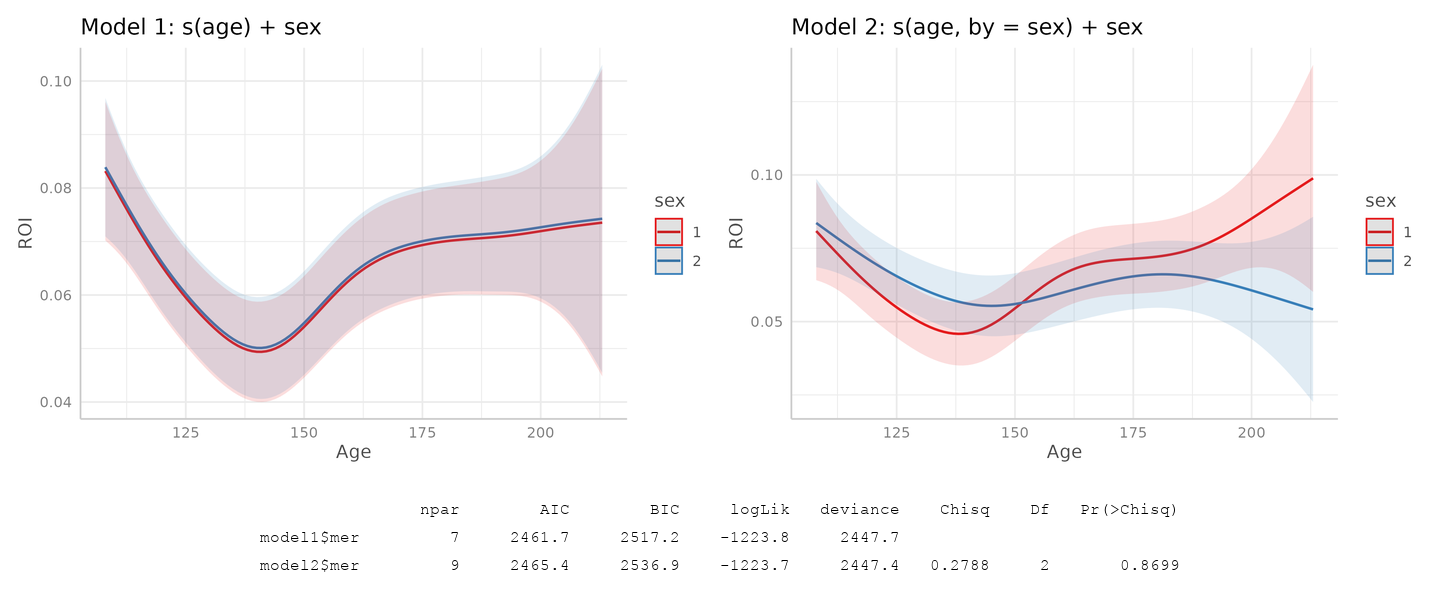 Model 1: s(age) + sex
0.10
0.08
0.06
0.04
ROI
125 150 175 200
Age
sex
1
2
Model 2: s(age, by = sex) + sex
0.10
0.05
ROI
125 150 175 200
Age
sex
1
2
npar AIC BIC logLik deviance Chisq Df Pr(>Chisq)
model1$mer 7 2461.7 2517.2 -1223.8 2447.7
model2$mer 9 2465.4 2536.9 -1223.7 2447.4 0.2788 2 0.8699